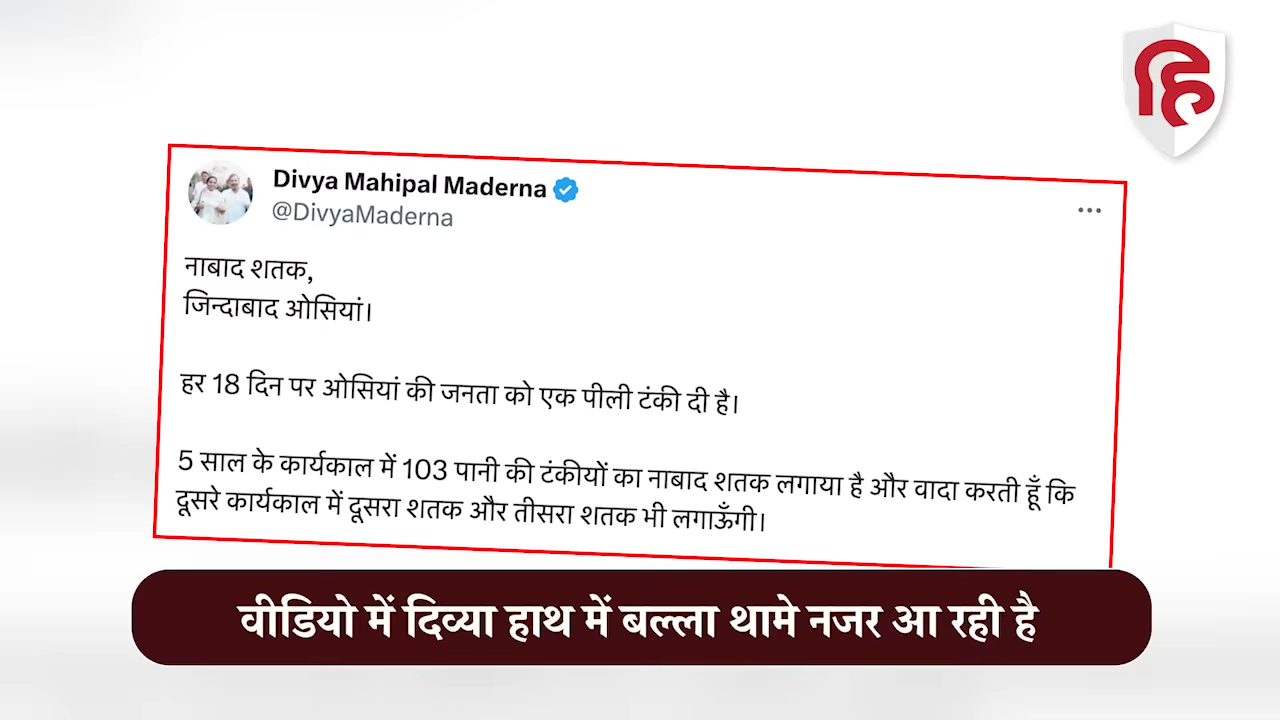 हि
Divya Mahipal Maderna
@DivyaMaderna
नाबाद शतक,
जिन्दाबाद ओसियां।
हर 18 दिन पर ओसियां की जनता को एक पीली टंकी दी है।
5 साल के कार्यकाल में 103 पानी की टंकीयों का नाबाद शतक लगाया है और वादा करती हूँ कि
दूसरे कार्यकाल में दूसरा शतक और तीसरा शतक भी लगाऊँगी।
वीडियो में दिव्या हाथ में बल्ला थामे नजर आ रही है